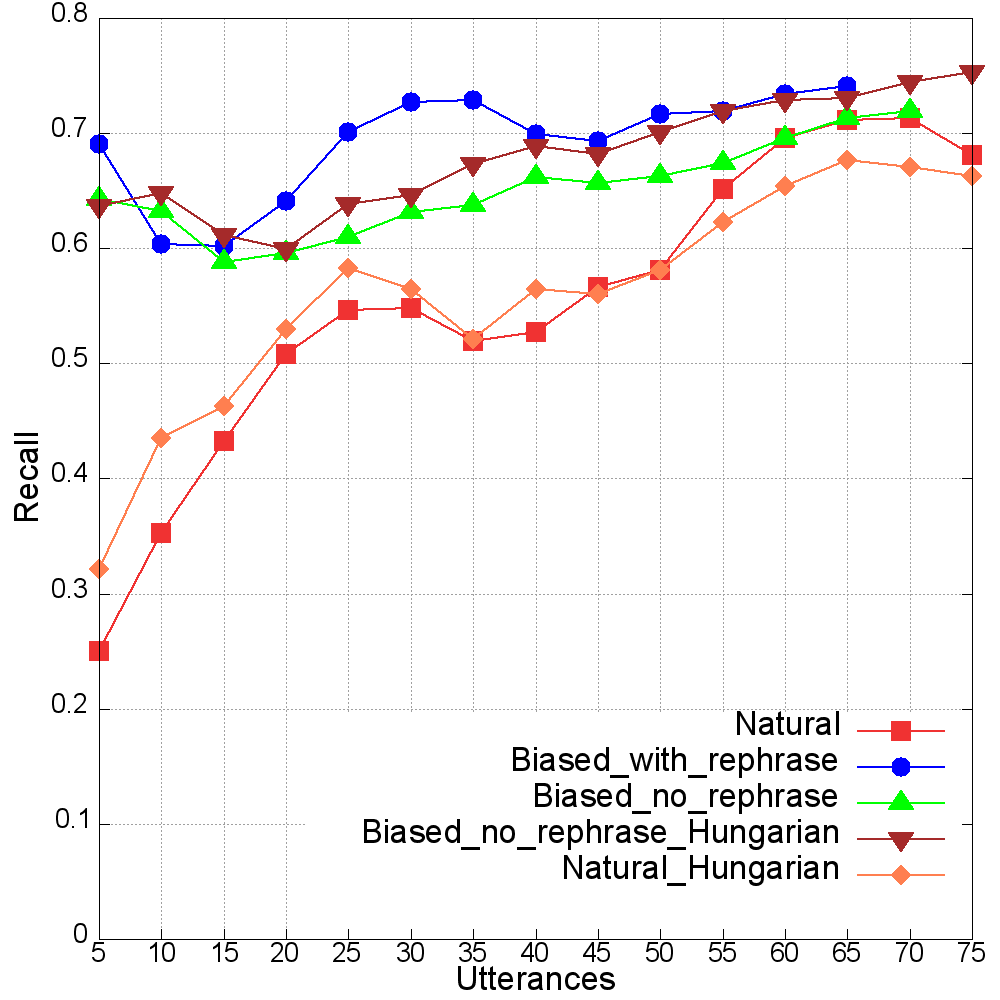 0.8
0.7
0.6
0.5
0.4
0.3
0.2
0.1
0
Recall
Natural
Biased_with_rephrase
Biased_no_rephrase
Biased_no_rephrase_Hungarian
Natural_Hungarian
5 10 15 20 25 30 35 40 45 50 55 60 65 70 75
Utterances